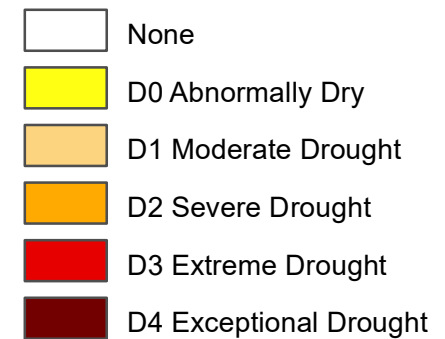 None
D0 Abnormally Dry
D1 Moderate Drought
D2 Severe Drought
D3 Extreme Drought
D4 Exceptional Drought